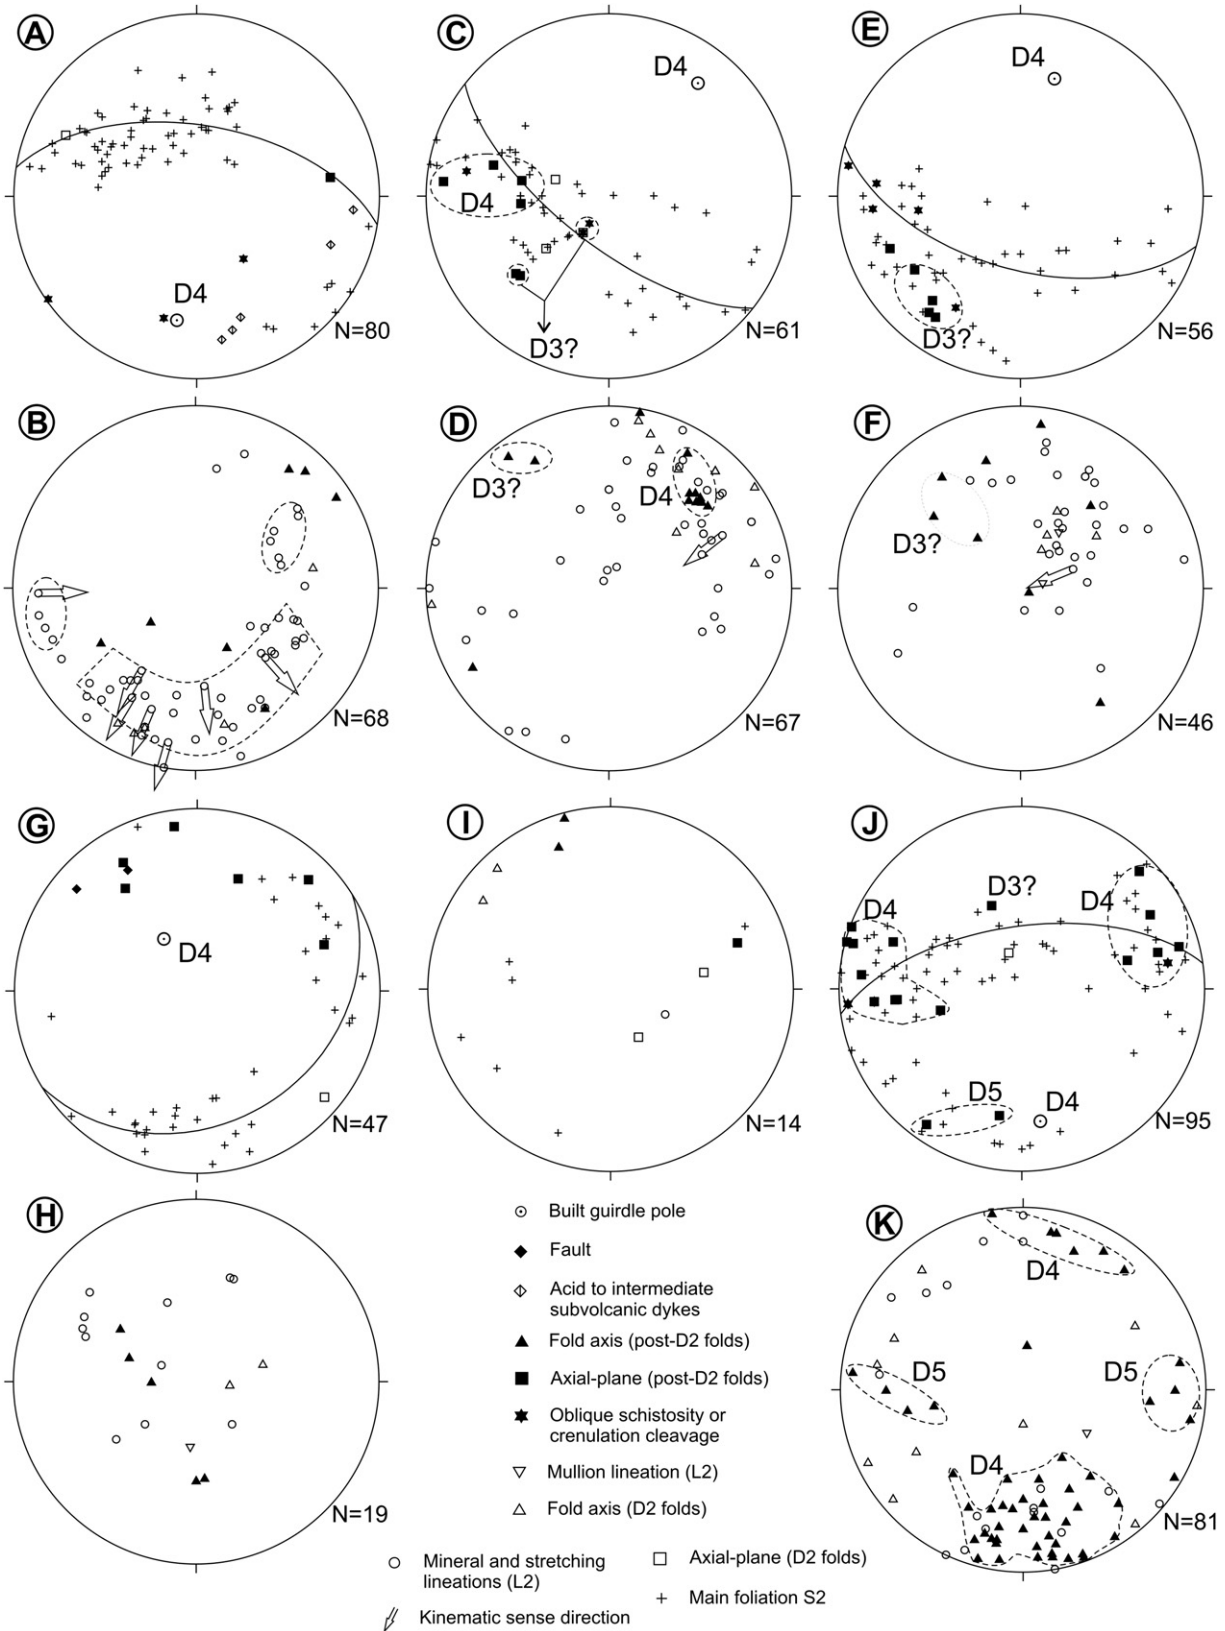 A
D4
N=80
C
D4
D4
D3?
N=61
E
D4
D3?
N=56
B
N=68
D
D3?
D4
N=67
F
D3?
N=46
G
D4
N=47
I
N=14
J
D3?
D4
D4
D5
D4
N=95
H
N=19
K
D4
D5
D5
D4
N=81
Built guirdle pole
Fault
Acid to intermediate
subvolcanic dykes
Fold axis (post-D2 folds)
Axial-plane (post-D2 folds)
Oblique schistosity or
crenulation cleavage
Mullion lineation (L2)
Fold axis (D2 folds)
Mineral and stretching
lineations (L2)
Kinematic sense direction
Axial-plane (D2 folds)
Main foliation S2